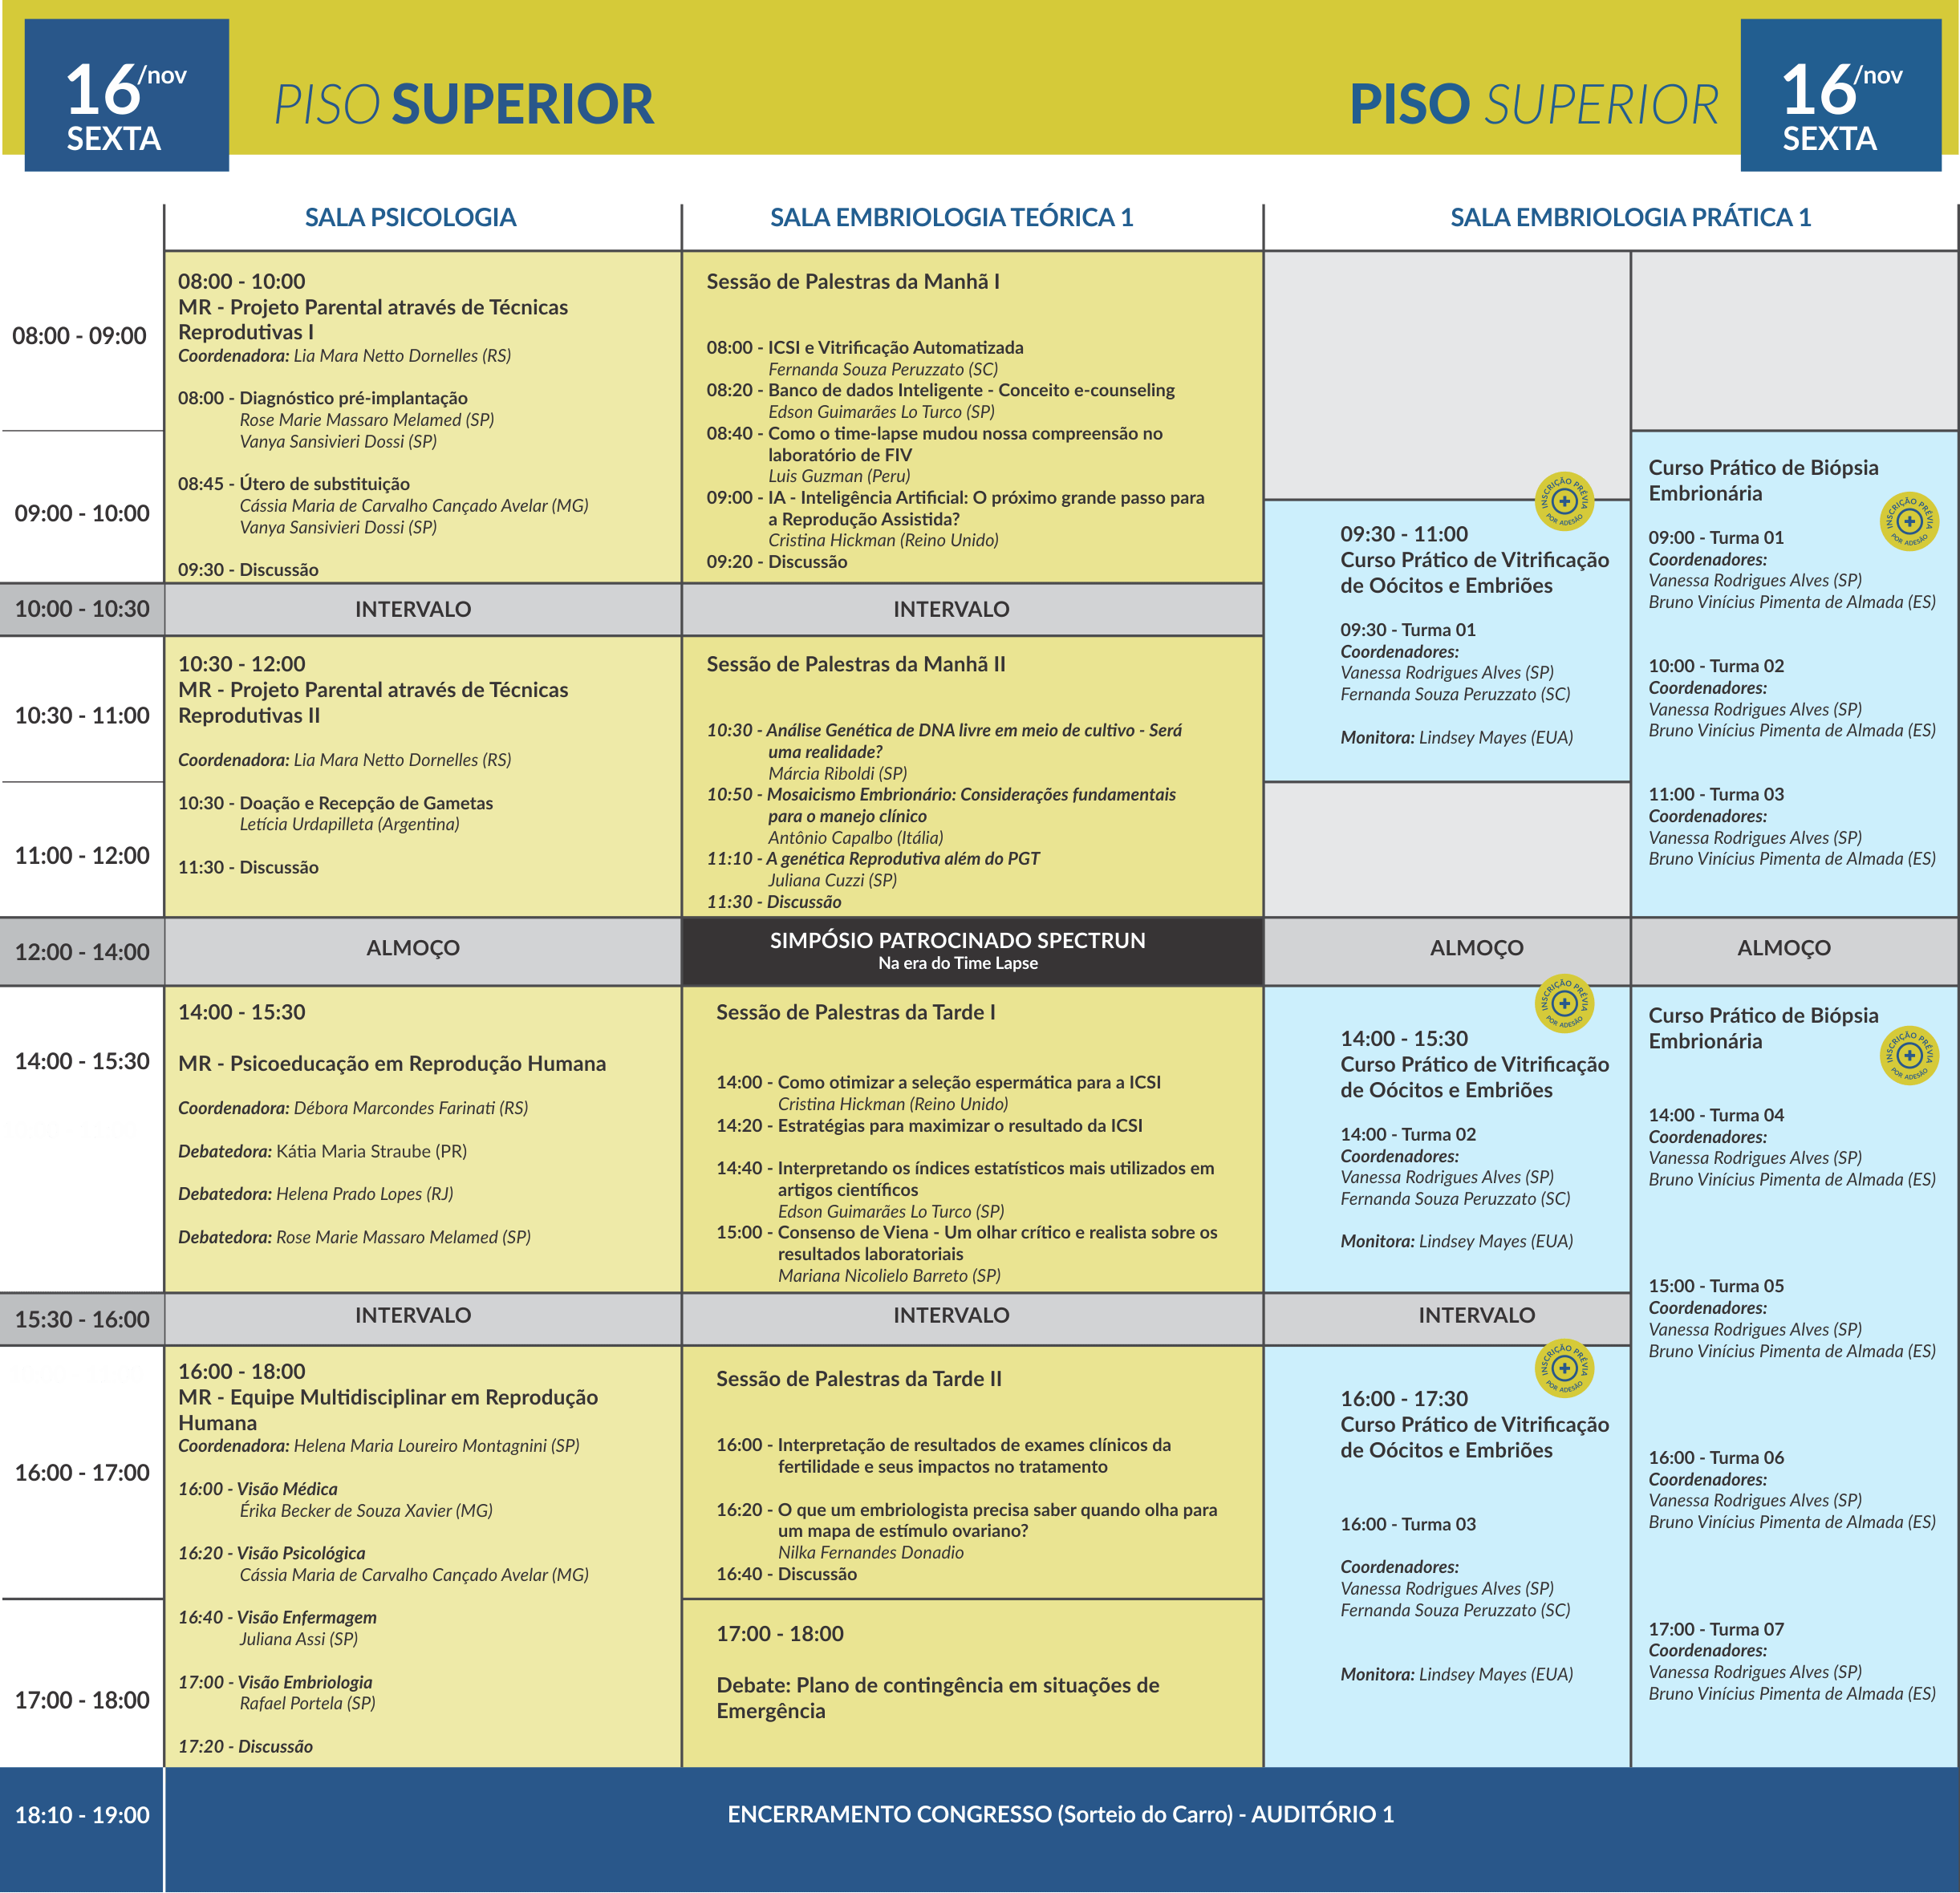 16/nov
SEXTA
PISO SUPERIOR
PISO SUPERIOR
16/nov
SEXTA
SALA PSICOLOGIA
SALA EMBRIOLOGIA TEÓRICA 1
SALA EMBRIOLOGIA PRÁTICA 1
08:00 - 09:00
09:00 - 10:00
10:00 - 10:30
10:30 - 11:00
11:00 - 12:00
12:00 - 14:00
14:00 - 15:30
15:30 - 16:00
16:00 - 17:00
17:00 - 18:00
18:10 - 19:00
08:00 - 10:00
MR - Projeto Parental através de Técnicas
Reprodutivas I
Coordenadora: Lia Mara Netto Dornelles (RS)
08:00 - Diagnóstico pré-implantação
Rose Marie Massaro Melamed (SP)
Vanya Sansivieri Dossi (SP)
08:45 - Útero de substituição
Cássia Maria de Carvalho Cançado Avelar (MG)
Vanya Sansivieri Dossi (SP)
09:30 - Discussão
INTERVALO
10:30 - 12:00
MR - Projeto Parental através de Técnicas
Reprodutivas II
Coordenadora: Lia Mara Netto Dornelles (RS)
10:30 - Doação e Recepção de Gametas
Letícia Urdapilleta (Argentina)
11:30 - Discussão
ALMOÇO
14:00 - 15:30
MR - Psicoeducação em Reprodução Humana
Coordenadora: Débora Marcondes Farinati (RS)
Debatedora: Kátia Maria Straube (PR)
Debatedora: Helena Prado Lopes (RJ)
Debatedora: Rose Marie Massaro Melamed (SP)
INTERVALO
16:00 - 18:00
MR - Equipe Multidisciplinar em Reprodução
Humana
Coordenadora: Helena Maria Loureiro Montagnini (SP)
16:00 - Visão Médica
Érika Becker de Souza Xavier (MG)
16:20 - Visão Psicológica
Cássia Maria de Carvalho Cançado Avelar (MG)
16:40 - Visão Enfermagem
Juliana Assi (SP)
17:00 - Visão Embriologia
Rafael Portela (SP)
17:20 - Discussão
Sessão de Palestras da Manhã I
08:00 - ICSI e Vitrificação Automatizada
Fernanda Souza Peruzzato (SC)
08:20 - Banco de dados Inteligente - Conceito e-counseling
Edson Guimarães Lo Turco (SP)
08:40 - Como o time-lapse mudou nossa compreensão no
laboratório de FIV
Luis Guzman (Peru)
09:00 - IA - Inteligência Artificial: O próximo grande passo para
a Reprodução Assistida?
Cristina Hickman (Reino Unido)
09:20 - Discussão
INTERVALO
Sessão de Palestras da Manhã II
10:30 - Análise Genética de DNA livre em meio de cultivo - Será
uma realidade?
Márcia Riboldi (SP)
10:50 - Mosaicismo Embrionário: Considerações fundamentais
para o manejo clínico
Antônio Capalbo (Itália)
11:10 - A genética Reprodutiva além do PGT
Juliana Cuzzi (SP)
11:30 - Discussão
SIMPÓSIO PATROCINADO SPECTRUN
Na era do Time Lapse
Sessão de Palestras da Tarde I
14:00 - Como otimizar a seleção espermática para a ICSI
Cristina Hickman (Reino Unido)
14:20 - Estratégias para maximizar o resultado da ICSI
14:40 - Interpretando os índices estatísticos mais utilizados em
artigos científicos
Edson Guimarães Lo Turco (SP)
15:00 - Consenso de Viena - Um olhar crítico e realista sobre os
resultados laboratoriais
Mariana Nicolielo Barreto (SP)
INTERVALO
Sessão de Palestras da Tarde II
16:00 - Interpretação de resultados de exames clínicos da
fertilidade e seus impactos no tratamento
16:20 - O que um embriologista precisa saber quando olha para
um mapa de estímulo ovariano?
Nilka Fernandes Donadio
16:40 - Discussão
17:00 - 18:00
Debate: Plano de contingência em situações de
Emergência
INSCRIÇÃO PRÉVIA
POR ADESÃO
09:30 - 11:00
Curso Prático de Vitrificação
de Oócitos e Embriões
09:30 - Turma 01
Coordenadores:
Vanessa Rodrigues Alves (SP)
Fernanda Souza Peruzzato (SC)
Monitora: Lindsey Mayes (EUA)
ALMOÇO
INSCRIÇÃO PRÉVIA
POR ADESÃO
14:00 - 15:30
Curso Prático de Vitrificação
de Oócitos e Embriões
14:00 - Turma 02
Coordenadores:
Vanessa Rodrigues Alves (SP)
Fernanda Souza Peruzzato (SC)
Monitora: Lindsey Mayes (EUA)
INTERVALO
INSCRIÇÃO PRÉVIA
POR ADESÃO
16:00 - 17:30
Curso Prático de Vitrificação
de Oócitos e Embriões
16:00 - Turma 03
Coordenadores:
Vanessa Rodrigues Alves (SP)
Fernanda Souza Peruzzato (SC)
Monitora: Lindsey Mayes (EUA)
Curso Prático de Biópsia
Embrionária
INSCRIÇÃO PRÉVIA
POR ADESÃO
09:00 - Turma 01
Coordenadores:
Vanessa Rodrigues Alves (SP)
Bruno Vinícius Pimenta de Almada (ES)
10:00 - Turma 02
Coordenadores:
Vanessa Rodrigues Alves (SP)
Bruno Vinícius Pimenta de Almada (ES)
11:00 - Turma 03
Coordenadores:
Vanessa Rodrigues Alves (SP)
Bruno Vinícius Pimenta de Almada (ES)
ALMOÇO
Curso Prático de Biópsia
Embrionária
INSCRIÇÃO PRÉVIA
POR ADESÃO
14:00 - Turma 04
Coordenadores:
Vanessa Rodrigues Alves (SP)
Bruno Vinícius Pimenta de Almada (ES)
15:00 - Turma 05
Coordenadores:
Vanessa Rodrigues Alves (SP)
Bruno Vinícius Pimenta de Almada (ES)
16:00 - Turma 06
Coordenadores:
Vanessa Rodrigues Alves (SP)
Bruno Vinícius Pimenta de Almada (ES)
17:00 - Turma 07
Coordenadores:
Vanessa Rodrigues Alves (SP)
Bruno Vinícius Pimenta de Almada (ES)
ENCERRAMENTO CONGRESSO (Sorteio do Carro) - AUDITÓRIO 1